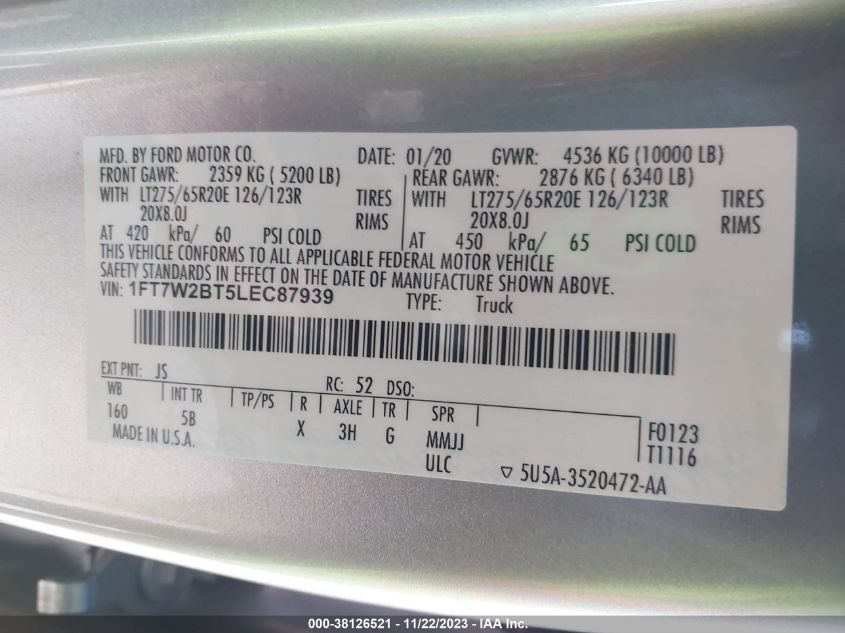 MFD. BY FORD MOTOR CO. DATE: 01/20 GVWR: 4536 KG (10000 LB)
FRONT GAWR: 2359 KG ( 5200 LB) REAR GAWR: 2876 KG ( 6340 LB)
WITH LT275/65R20E 126/123R TIRES WITH LT275/65R20E 126/123R TIRES
20X8.0J RIMS 20X8.0J RIMS
AT 420 kPa/ 60 PSI COLD AT 450 kPa/ 65 PSI COLD
THIS VEHICLE CONFORMS TO ALL APPLICABLE FEDERAL MOTOR VEHICLE
SAFETY STANDARDS IN EFFECT ON THE DATE OF MANUFACTURE SHOWN ABOVE.
VIN: 1FT7W2BT5LEC87939 TYPE: Truck
EXT PNT: JS RC: 52 DSO:
WB INT TR TP/PS R AXLE TR SPR
160 5B X 3H G MMJJ F0123
MADE IN U.S.A. ULC T1116
▽ 5U5A-3520472-AA
000-38126521 - 11/22/2023 - IAA Inc.